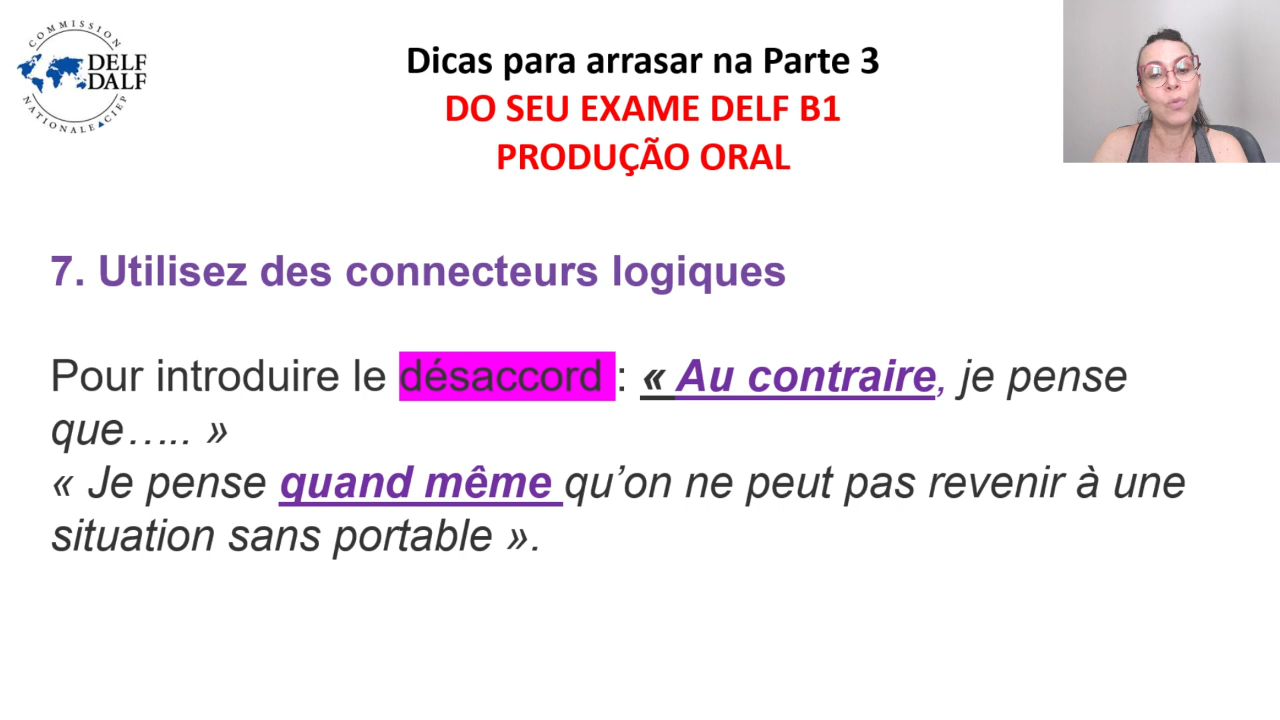 COMMISSION
DELF
DALF
NATIONALE CIEP
Dicas para arrasar na Parte 3
DO SEU EXAME DELF B1
PRODUÇÃO ORAL
7. Utilisez des connecteurs logiques
Pour introduire le désaccord : « Au contraire, je pense
que….. »
« Je pense quand même qu’on ne peut pas revenir à une
situation sans portable ».